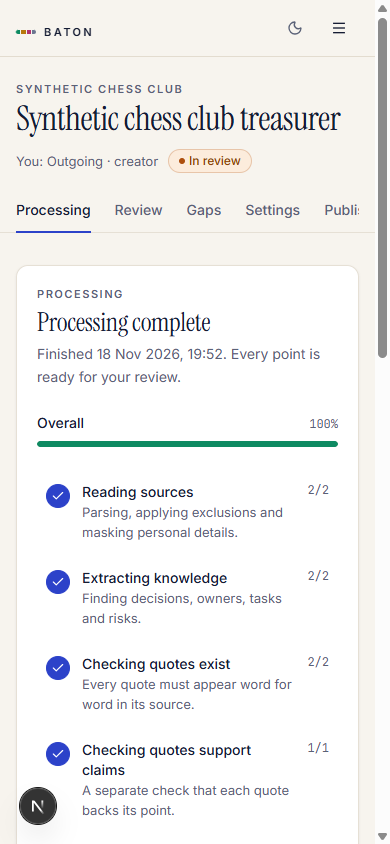 BATON
SYNTHETIC CHESS CLUB
Synthetic chess club treasurer
You: Outgoing · creator
In review
Processing Review Gaps Settings Publis
PROCESSING
Processing complete
Finished 18 Nov 2026, 19:52. Every point is
ready for your review.
Overall 100%
Reading sources 2/2
Parsing, applying exclusions and
masking personal details.
Extracting knowledge 2/2
Finding decisions, owners, tasks
and risks.
Checking quotes exist 2/2
Every quote must appear word for
word in its source.
Checking quotes support 1/1
claims
A separate check that each quote
backs its point.
N